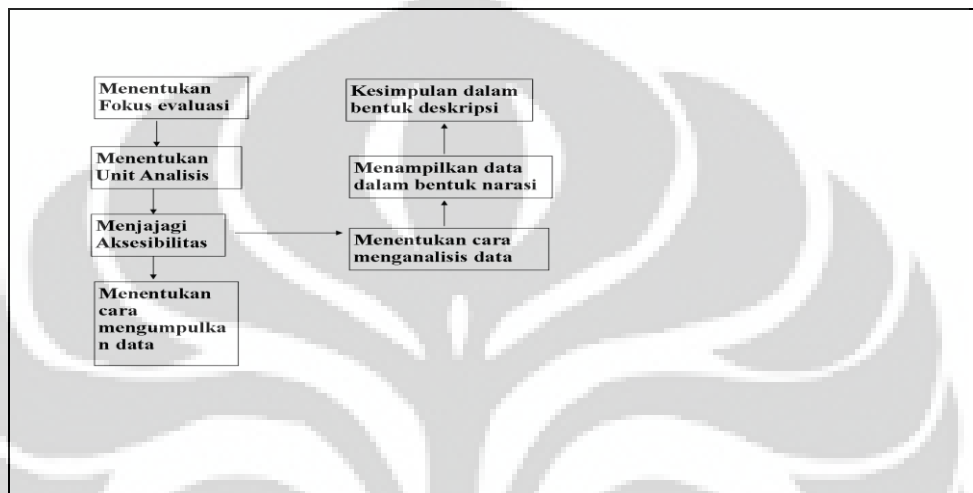 Menentukan
Fokus evaluasi
Menentukan
Unit Analisis
Menjajagi
Aksesibilitas
Menentukan
cara
mengumpulka
n data
Kesimpulan dalam
bentuk deskripsi
Menampilkan data
dalam bentuk narasi
Menentukan cara
menganalisis data